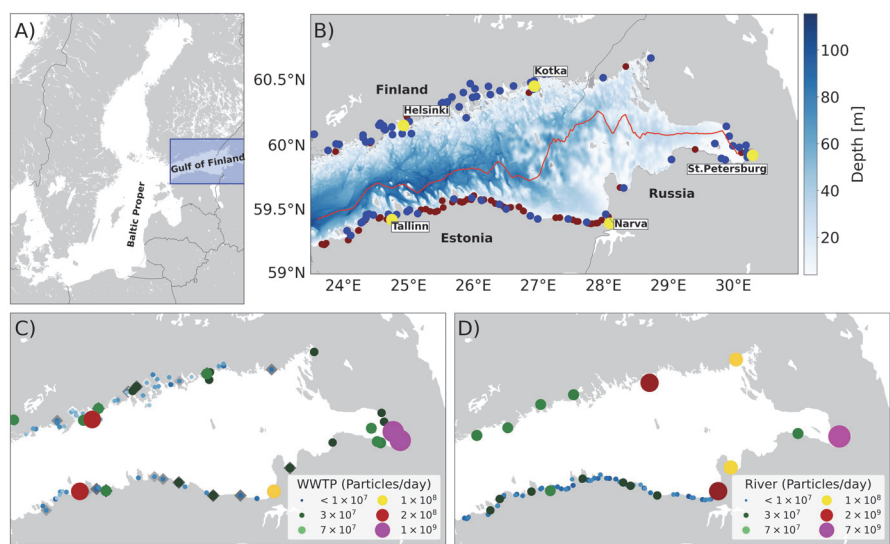 A)
Gulf of Finland
Baltic Proper
B)
60.5°N
60°N
59.5°N
59°N
24°E
25°E
26°E
27°E
28°E
29°E
30°E
Finland
Kotka
Helsinki
St.Petersburg
Russia
Tallinn
Estonia
Narva
100
80
60
40
20
Depth [m]
C)
WWTP (Particles/day)
< 1 × 10⁷
3 × 10⁷
7 × 10⁷
1 × 10⁸
2 × 10⁸
1 × 10⁹
D)
River (Particles/day)
< 1 × 10⁷
3 × 10⁷
7 × 10⁷
1 × 10⁸
2 × 10⁹
7 × 10⁹